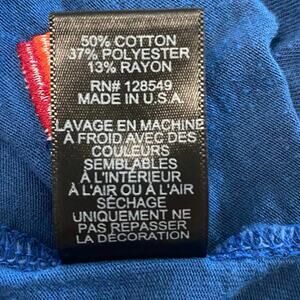 50% COTTON
37% POLYESTER
13% RAYON
RN# 128549
MADE IN U.S.A.
LAVAGE EN MACHINE
À FROID AVEC DES
COULEURS
SEMBLABLES
À L'INTÉRIEUR
À L'AIR OU À L'AIR
SÉCHAGE
UNIQUEMENT NE
PAS REPASSER
LA DÉCORATION